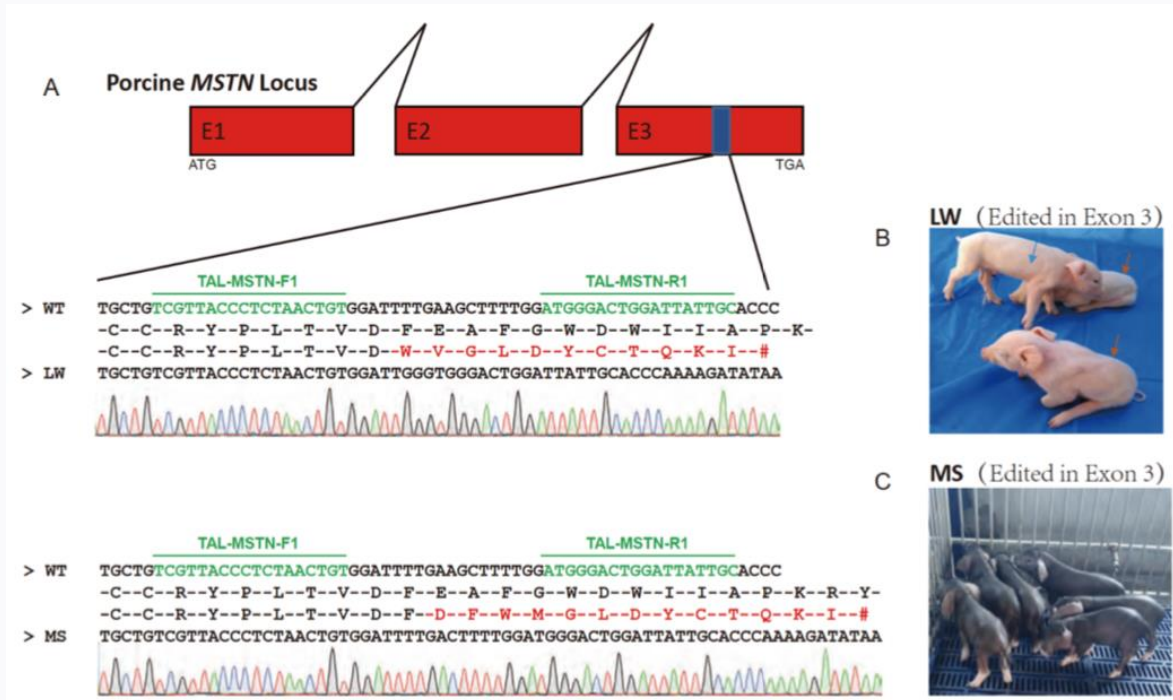 A
Porcine MSTN Locus
E1
E2
E3
ATG
TGA
TAL-MSTN-F1
TAL-MSTN-R1
> WT TGCTGTCGTTACCCTCTAACTGTGGATTTTGAAGCTTTTGGATGGGACTGGATTATTGCACCC
-C--C--R--Y--P--L--T--V--D--F--E--A--F--G--W--D--W--I--I--A--P--K-
-C--C--R--Y--P--L--T--V--D--W--V--G--L--D--Y--C--T--Q--K--I--#
> LW TGCTGTCGTTACCCTCTAACTGTGGATTGGGTGGGACTGGATTATTGCACCCAAAAGATATAA
B
LW (Edited in Exon 3)
C
MS (Edited in Exon 3)
TAL-MSTN-F1
TAL-MSTN-R1
> WT TGCTGTCGTTACCCTCTAACTGTGGATTTTGAAGCTTTTGGATGGGACTGGATTATTGCACCC
-C--C--R--Y--P--L--T--V--D--F--E--A--F--G--W--D--W--I--I--A--P--K--R--Y-
-C--C--R--Y--P--L--T--V--D--F--D--F--W--M--G--L--D--Y--C--T--Q--K--I--#
> MS TGCTGTCGTTACCCTCTAACTGTGGATTTTGACTTTTGGATGGGACTGGATTATTGCACCCAAAAGATATAA